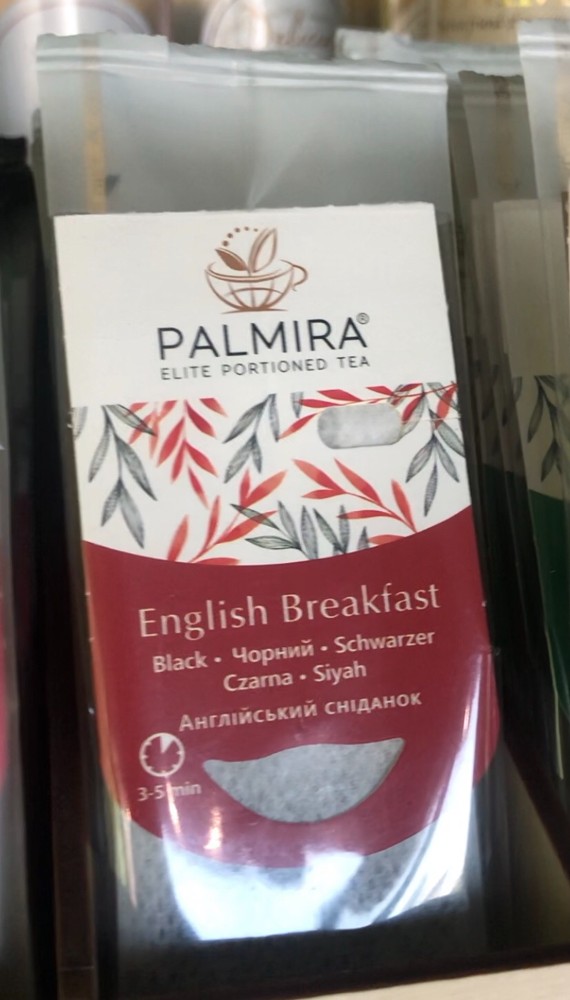 PALMIRA®
ELITE PORTIONED TEA
English Breakfast
Black • Чорний • Schwarzer
Czarna • Siyah
Англійський сніданок
3-5 min